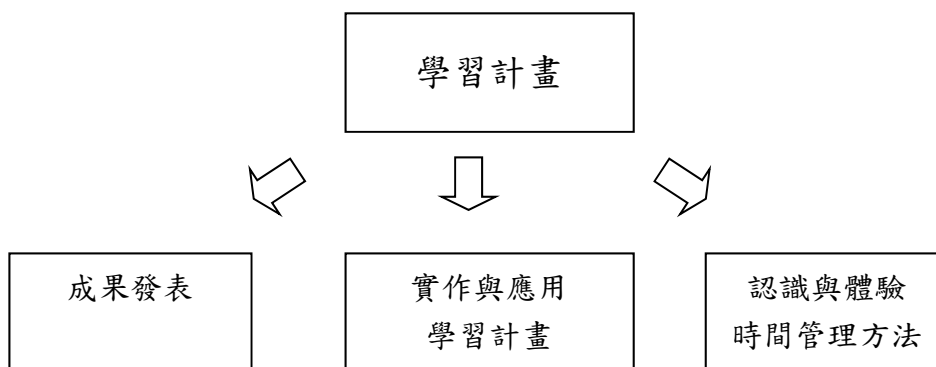 學習計畫
成果發表
實作與應用
學習計畫
認識與體驗
時間管理方法